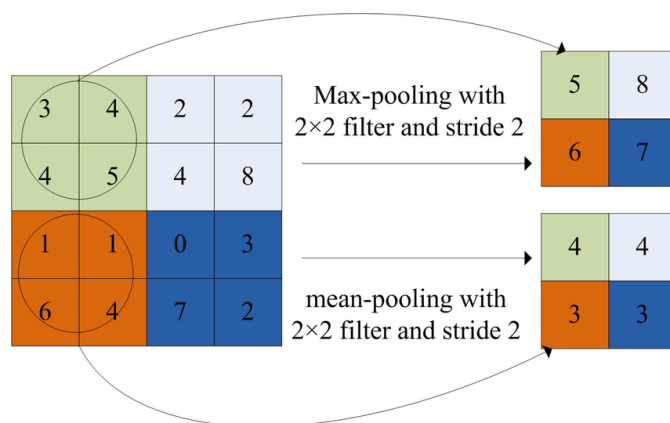 3 4 2 2
4 5 4 8
1 1 0 3
6 4 7 2
Max-pooling with
2×2 filter and stride 2
mean-pooling with
2×2 filter and stride 2
5 8
6 7
4 4
3 3